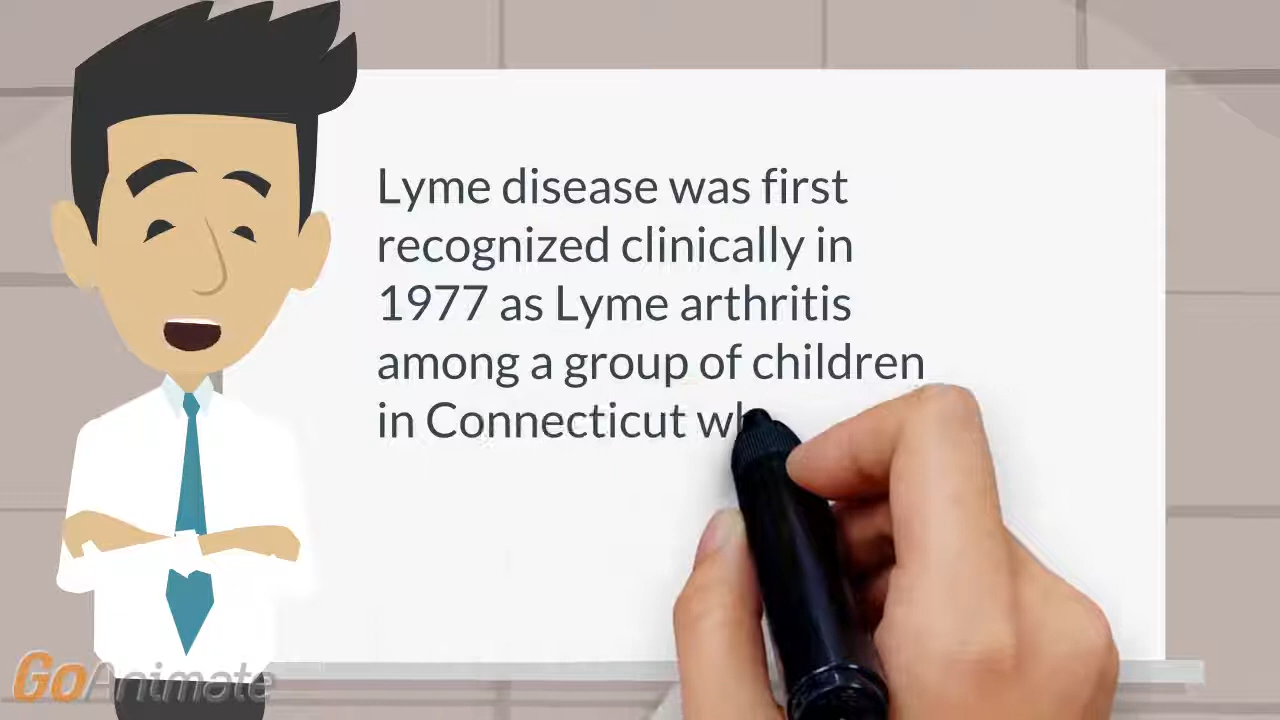 Lyme disease was first
recognized clinically in
1977 as Lyme arthritis
among a group of children
in Connecticut
GoAnimate